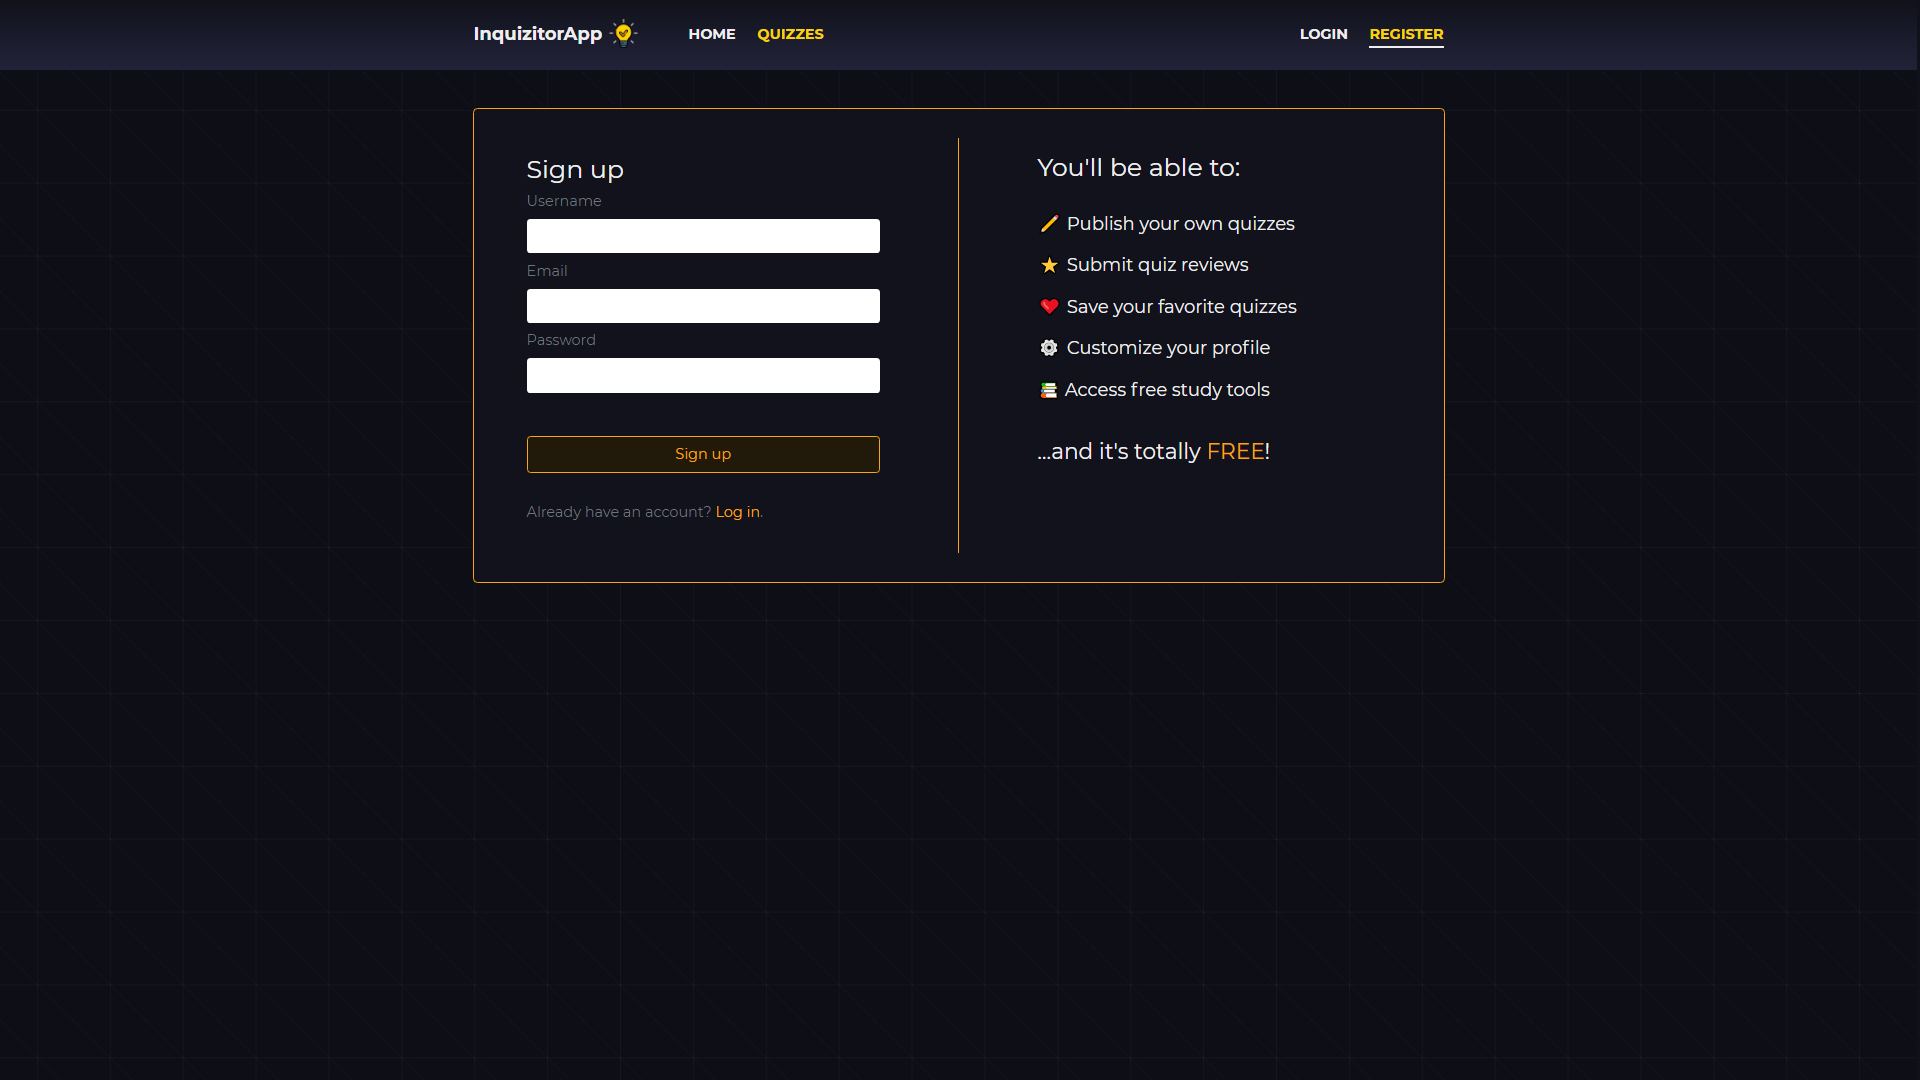 InquizitorApp
HOME
QUIZZES
LOGIN
REGISTER
Sign up
Username
Email
Password
Sign up
Already have an account? Log in.
You'll be able to:
Publish your own quizzes
Submit quiz reviews
Save your favorite quizzes
Customize your profile
Access free study tools
...and it's totally FREE!